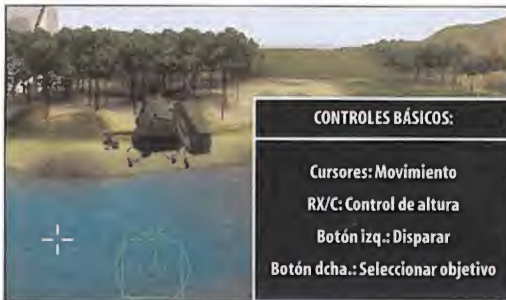 CONTROLES BÁSICOS:
Cursores: Movimiento
RX/C: Control de altura
Botón izq.: Disparar
Botón dcha.: Seleccionar objetivo